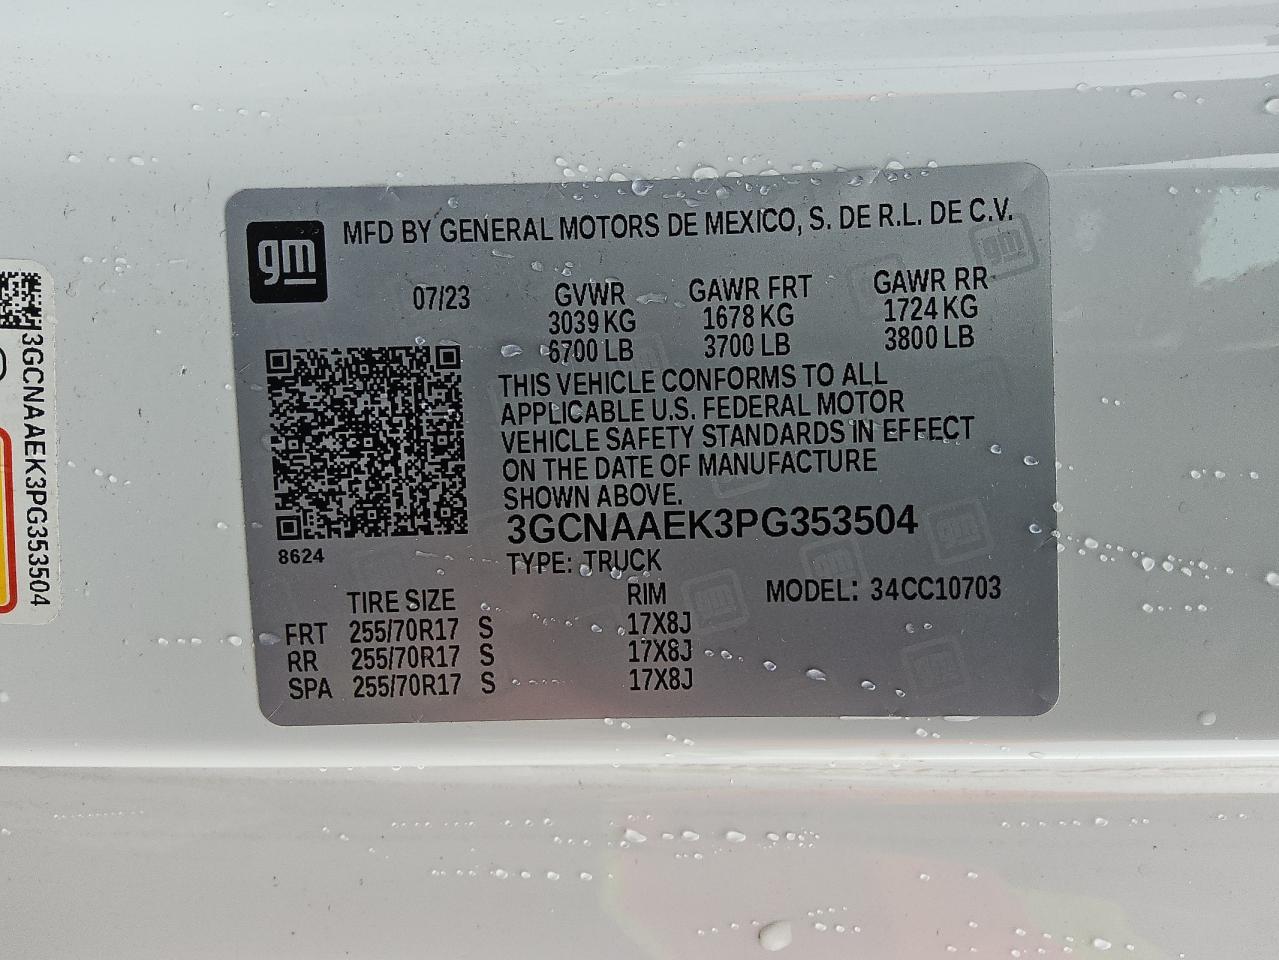 gm
MFD BY GENERAL MOTORS DE MEXICO, S. DE R.L. DE C.V.
07/23 GVWR GAWR FRT GAWR RR
3039 KG 1678 KG 1724 KG
6700 LB 3700 LB 3800 LB
THIS VEHICLE CONFORMS TO ALL
APPLICABLE U.S. FEDERAL MOTOR
VEHICLE SAFETY STANDARDS IN EFFECT
ON THE DATE OF MANUFACTURE
SHOWN ABOVE.
3GCNAAEK3PG353504
8624
TYPE: TRUCK
TIRE SIZE RIM MODEL: 34CC10703
FRT 255/70R17 S 17X8J
RR 255/70R17 S 17X8J
SPA 255/70R17 S 17X8J
3GCNAAEK3PG353504